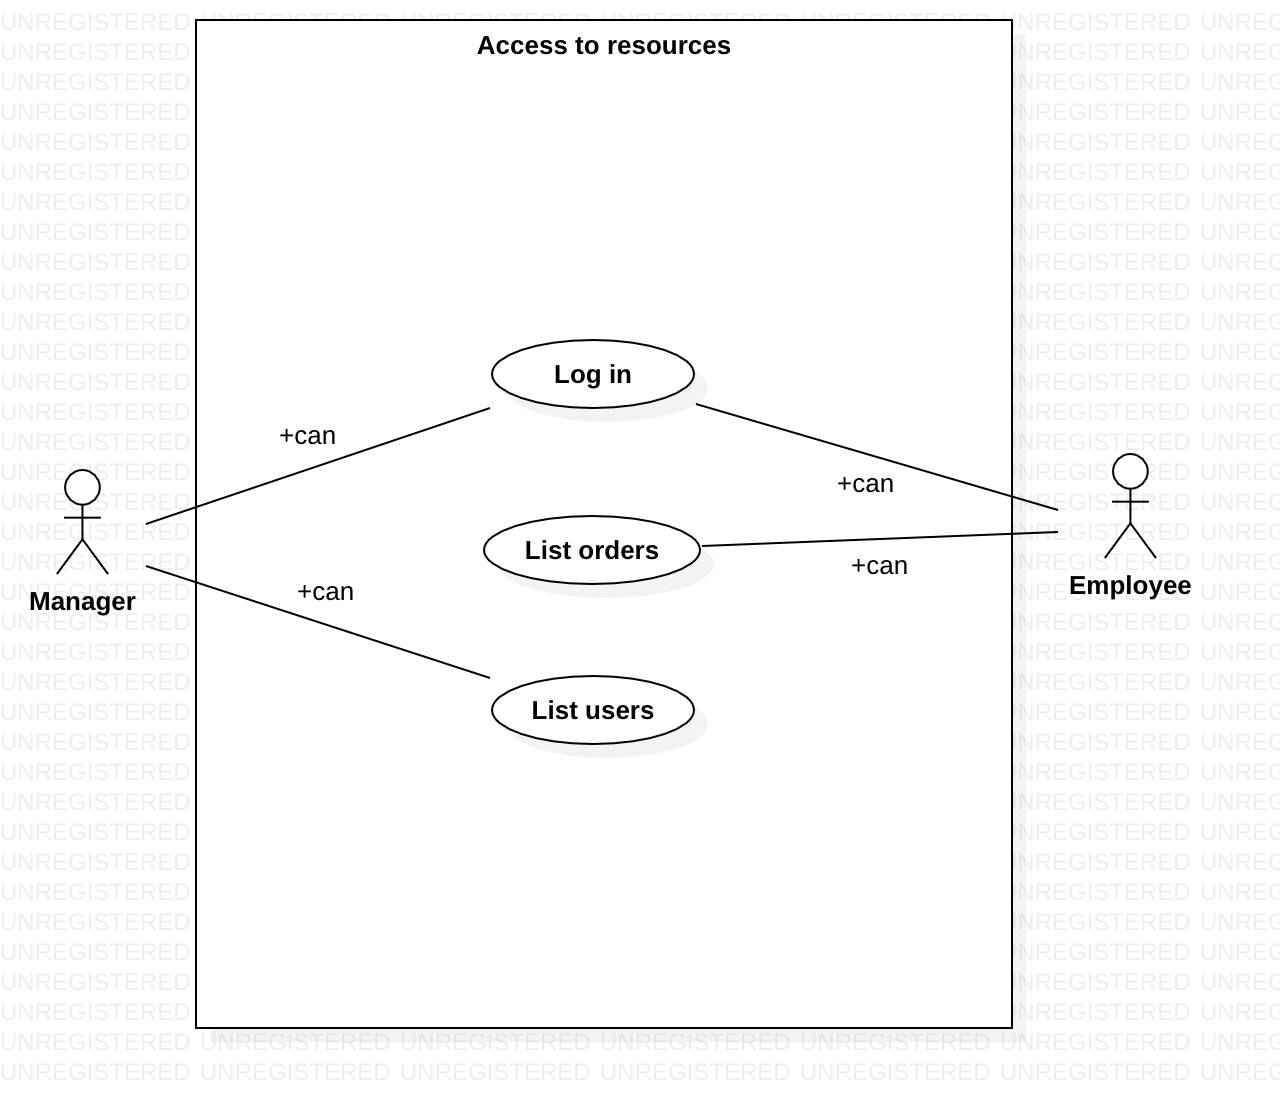 Access to resources
Log in
+can
+can
List orders
+can
+can
Manager
Employee
List users
UNREGISTERED